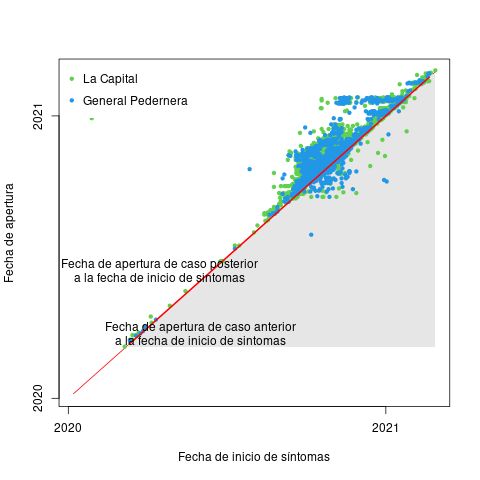 La Capital
General Pedernera
2021
Fecha de apertura
Fecha de apertura de caso posterior
a la fecha de inicio de síntomas
Fecha de apertura de caso anterior
a la fecha de inicio de sintomas
2020
2020
2021
Fecha de inicio de síntomas